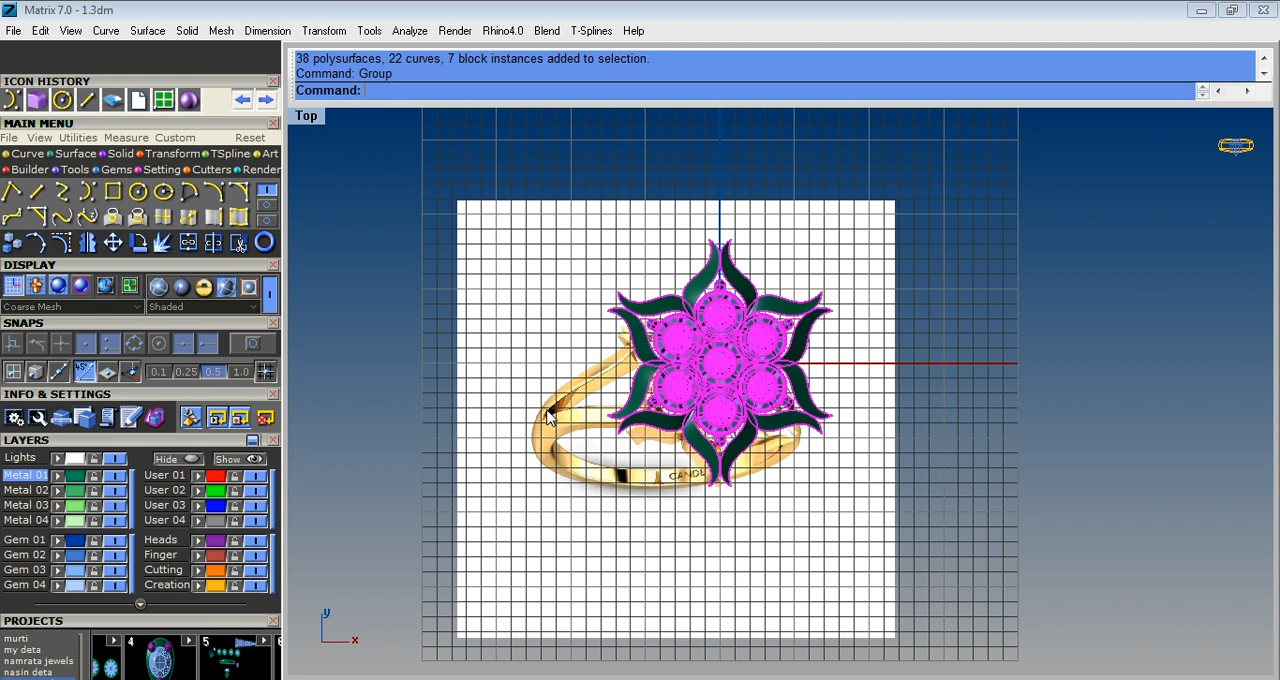 Matrix 7.0 - 1.3dm
File Edit View Curve Surface Solid Mesh Dimension Transform Tools Analyze Render Rhino4.0 Blend T-Splines Help
38 polysurfaces, 22 curves, 7 block instances added to selection.
Command: Group
Command:
Top
ICON HISTORY
MAIN MENU
File View Utilities Measure Custom Reset
Curve Surface Solid Transform TSpline Art
Builder Tools Gems Setting Cutters Render
DISPLAY
Coarse Mesh Shaded
SNAPS
45°
0.1 0.25 0.5 1.0
INFO & SETTINGS
LAYERS
Lights Hide Show
Metal 01 User 01
Metal 02 User 02
Metal 03 User 03
Metal 04 User 04
Gem 01 Heads
Gem 02 Finger
Gem 03 Cutting
Gem 04 Creation
PROJECTS
murti
my deta
namrata jewels
nasin deta
4 5
y
x